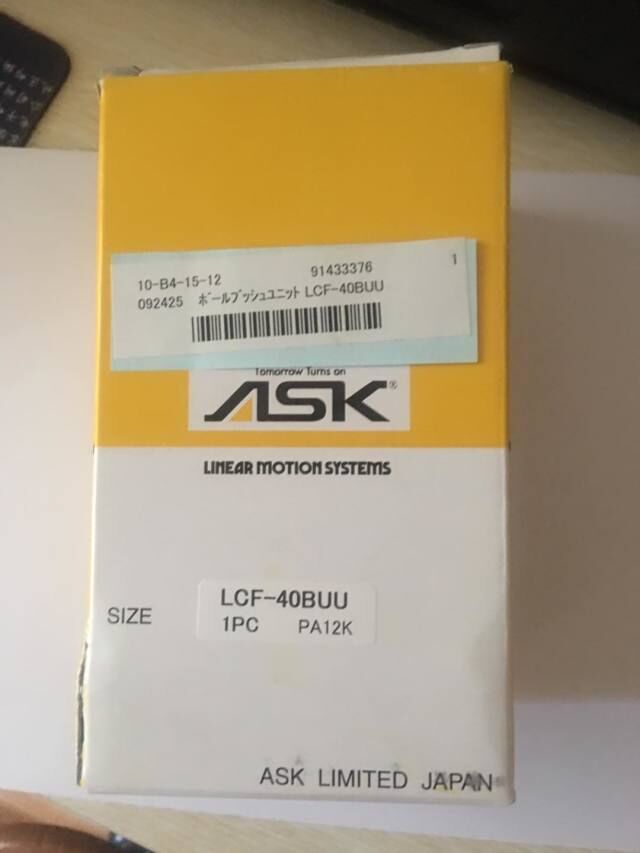 10-B4-15-12 91433376 1
092425 ボールブッシュユニット LCF-40BUU
Tomorrow Turns on
ASK®
LINEAR MOTION SYSTEMS
SIZE LCF-40BUU
1PC PA12K
ASK LIMITED JAPAN